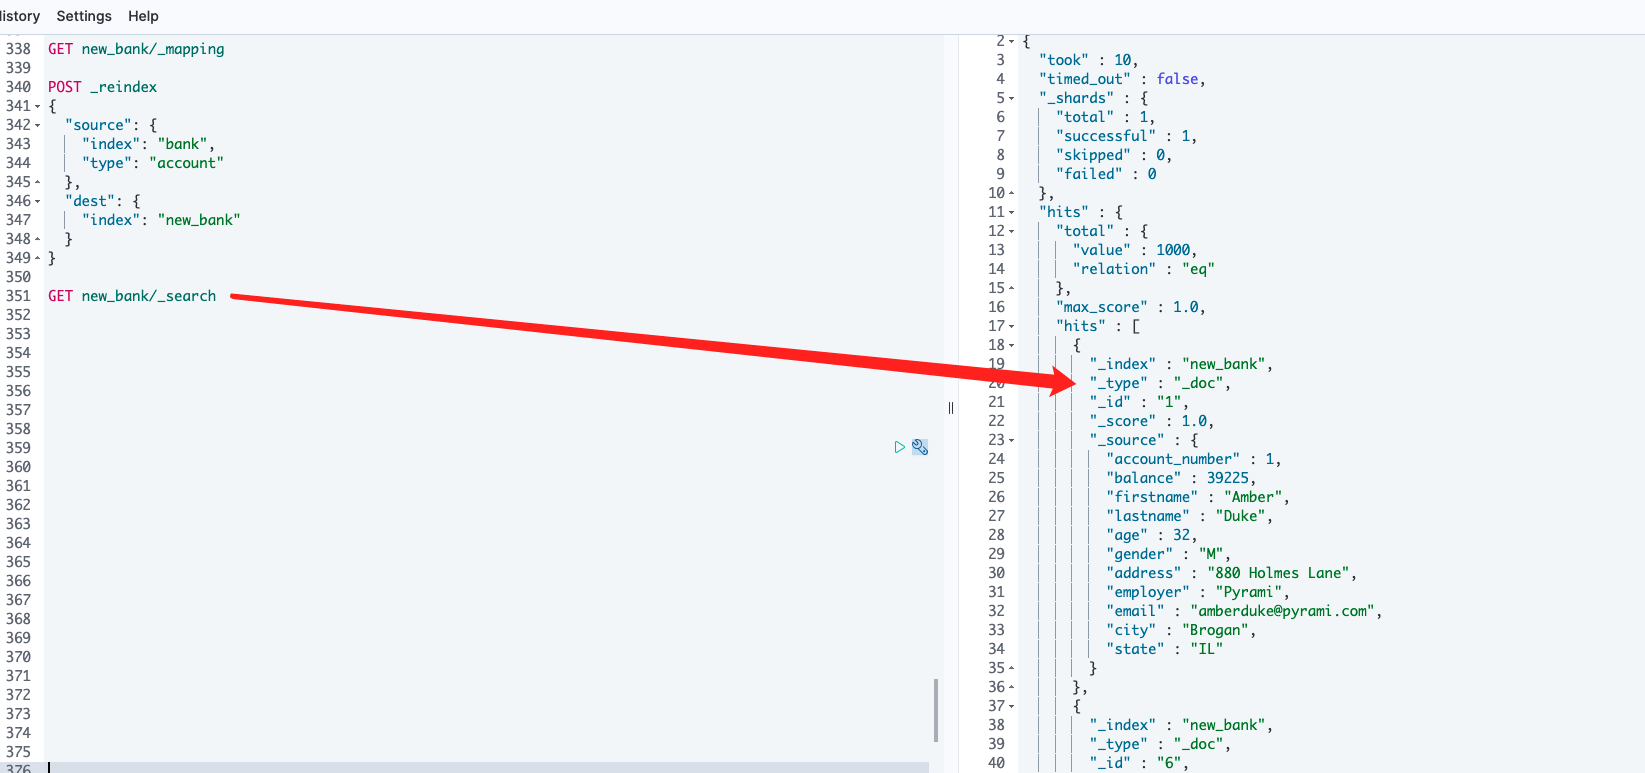 History Settings Help
338 GET new_bank/_mapping
339
340 POST _reindex
341 {
342 "source": {
343 "index": "bank",
344 "type": "account"
345 },
346 "dest": {
347 "index": "new_bank"
348 }
349 }
350
351 GET new_bank/_search
352
353
354
355
356
357
358
359
360
361
362
363
364
365
366
367
368
369
370
371
372
373
374
375
376
2 {
3 "took" : 10,
4 "timed_out" : false,
5 "_shards" : {
6 "total" : 1,
7 "successful" : 1,
8 "skipped" : 0,
9 "failed" : 0
10 },
11 "hits" : {
12 "total" : {
13 "value" : 1000,
14 "relation" : "eq"
15 },
16 "max_score" : 1.0,
17 "hits" : [
18 {
19 "_index" : "new_bank",
20 "_type" : "_doc",
21 "_id" : "1",
22 "_score" : 1.0,
23 "_source" : {
24 "account_number" : 1,
25 "balance" : 39225,
26 "firstname" : "Amber",
27 "lastname" : "Duke",
28 "age" : 32,
29 "gender" : "M",
30 "address" : "880 Holmes Lane",
31 "employer" : "Pyrami",
32 "email" : "amberduke@pyrami.com",
33 "city" : "Brogan",
34 "state" : "IL"
35 }
36 },
37 {
38 "_index" : "new_bank",
39 "_type" : "_doc",
40 "_id" : "6",